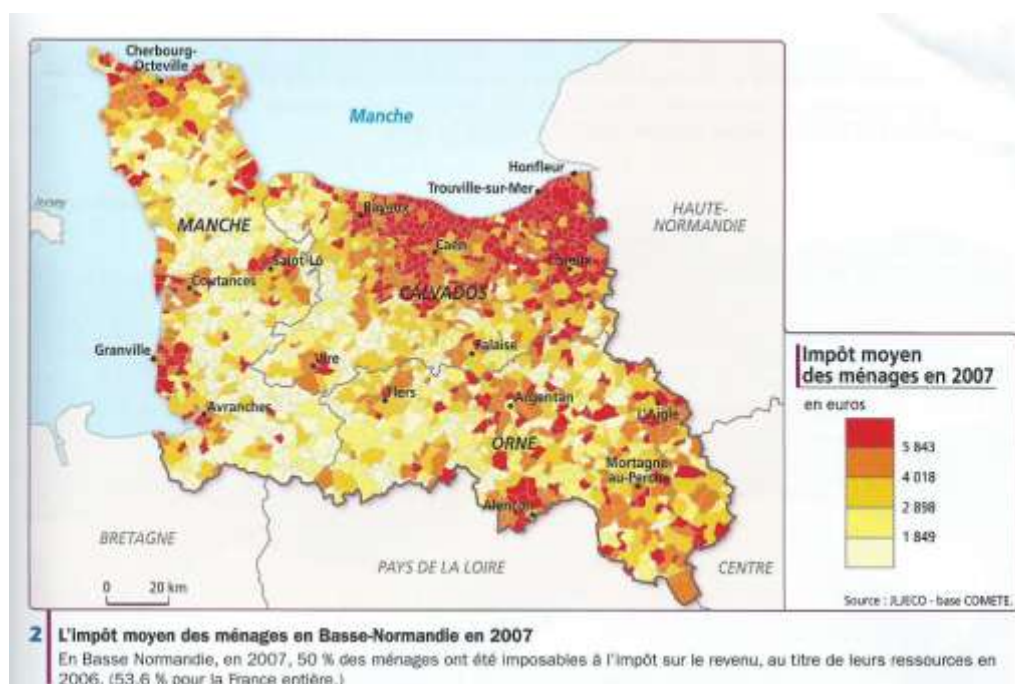 Cherbourg-
Octeville
Manche
Honfleur
Trouville-sur-Mer
HAUTE-
NORMANDIE
Jersey
MANCHE
Bayeux
Caen
Lisieux
Saint-Lô
Coutances
CALVADOS
Granville
Vire
Falaise
Avranches
Flers
Argentan
L'Aigle
ORNE
Mortagne-
au-Perche
Alençon
BRETAGNE
PAYS DE LA LOIRE
CENTRE
0 20 km
Impôt moyen
des ménages en 2007
en euros
5 843
4 018
2 898
1 849
Source : - base COMETE.
2 L'impôt moyen des ménages en Basse-Normandie en 2007
En Basse Normandie, en 2007, 50 % des ménages ont été imposables à l'impôt sur le revenu, au titre de leurs ressources en
2006. (53,6 % pour la France entière.)